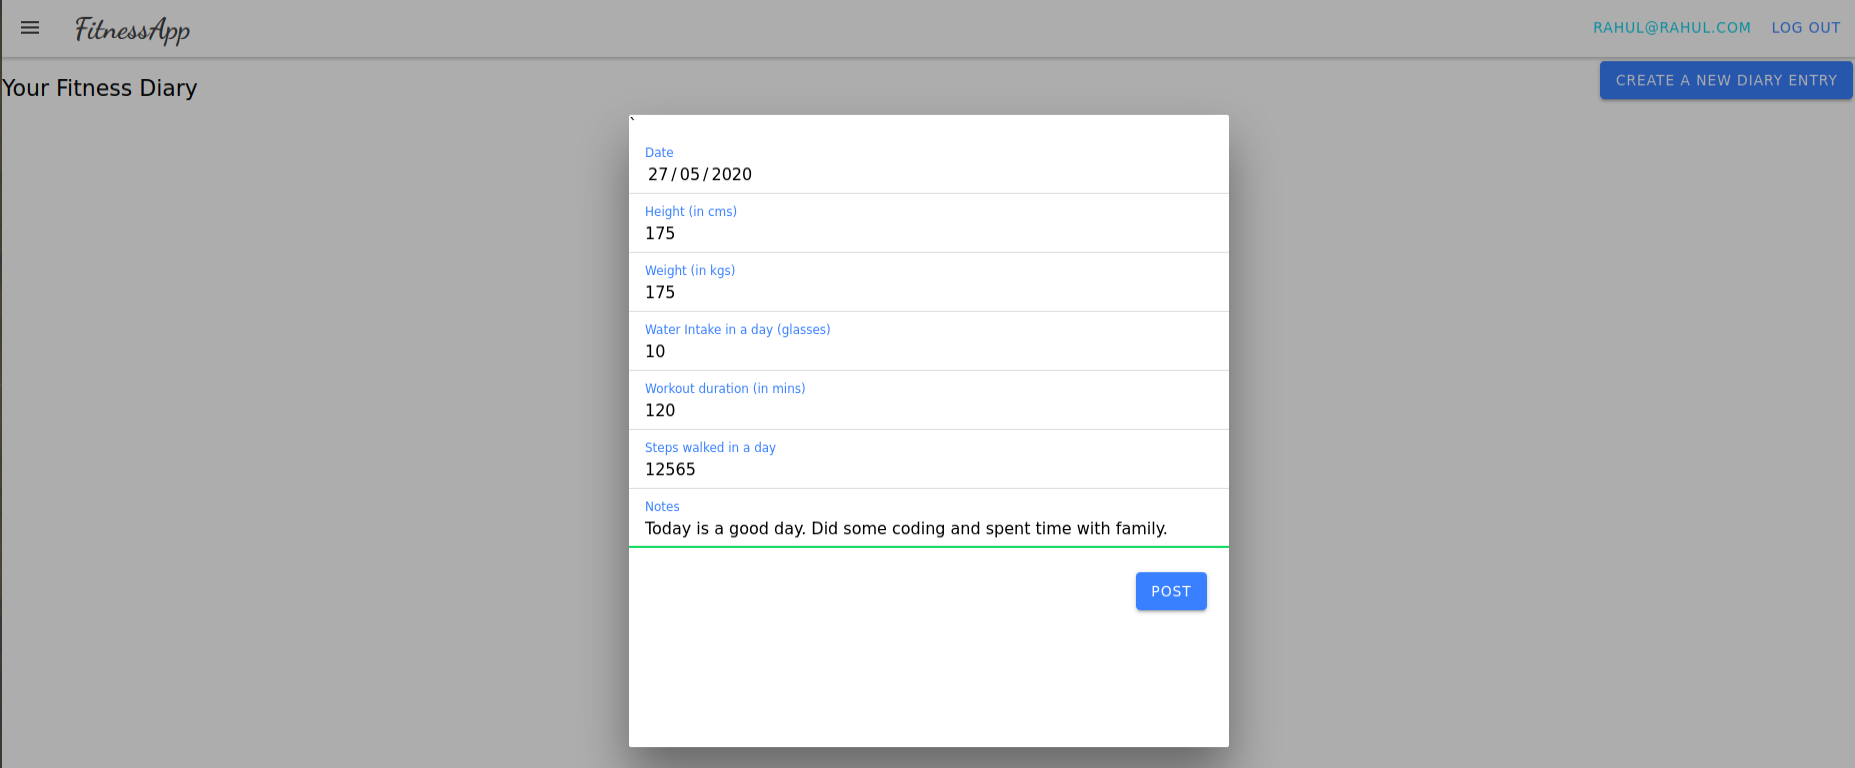 FitnessApp
RAHUL@RAHUL.COM LOG OUT
Your Fitness Diary
CREATE A NEW DIARY ENTRY
`
Date
27/05/2020
Height (in cms)
175
Weight (in kgs)
175
Water Intake in a day (glasses)
10
Workout duration (in mins)
120
Steps walked in a day
12565
Notes
Today is a good day. Did some coding and spent time with family.
POST